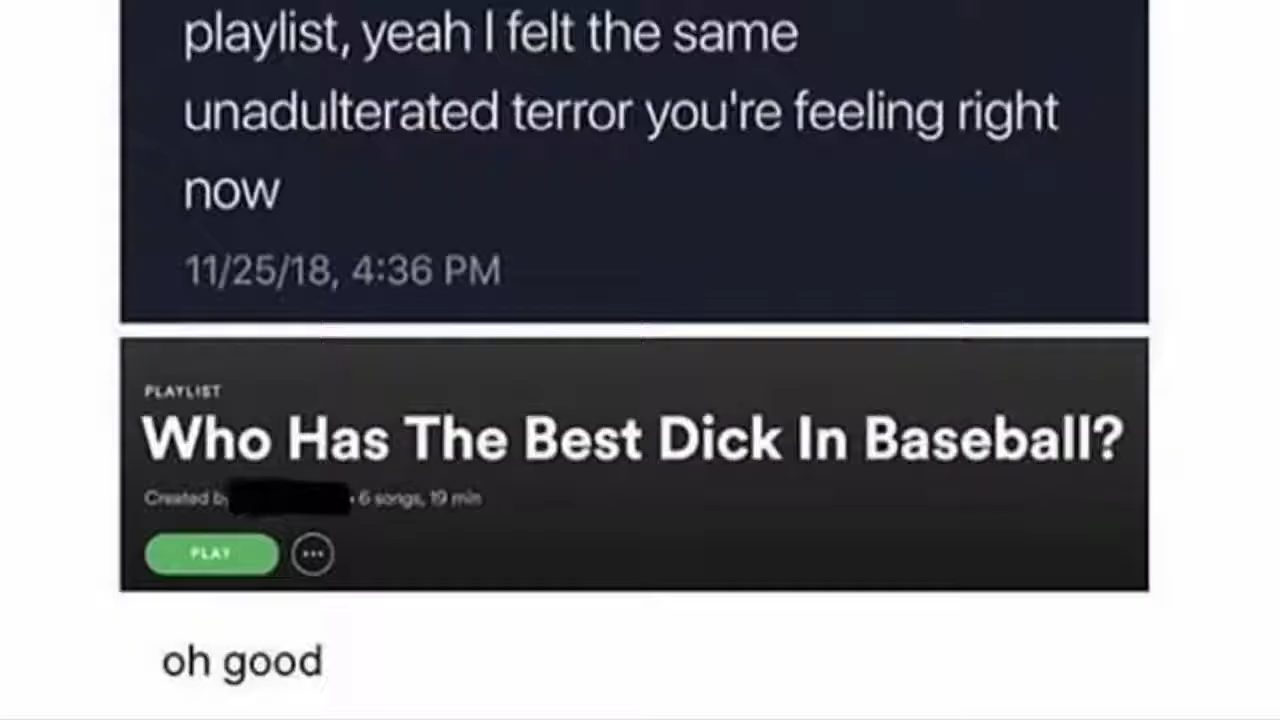 playlist, yeah I felt the same
unadulterated terror you're feeling right
now
11/25/18, 4:36 PM
PLAYLIST
Who Has The Best Dick In Baseball?
Created by • 6 songs, 19 min
PLAY
oh good